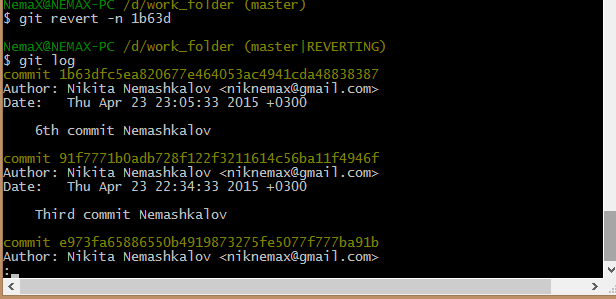 NemaX@NEMAX-PC /d/work_folder (master)
$ git revert -n 1b63d
NemaX@NEMAX-PC /d/work_folder (master|REVERTING)
$ git log
commit 1b63dfc5ea820677e464053ac4941cda48838387
Author: Nikita Nemashkalov <niknemax@gmail.com>
Date:   Thu Apr 23 23:05:33 2015 +0300
6th commit Nemashkalov
commit 91f7771b0adb728f122f3211614c56ba11f4946f
Author: Nikita Nemashkalov <niknemax@gmail.com>
Date:   Thu Apr 23 22:34:33 2015 +0300
Third commit Nemashkalov
commit e973fa65886550b4919873275fe5077f777ba91b
Author: Nikita Nemashkalov <niknemax@gmail.com>
: